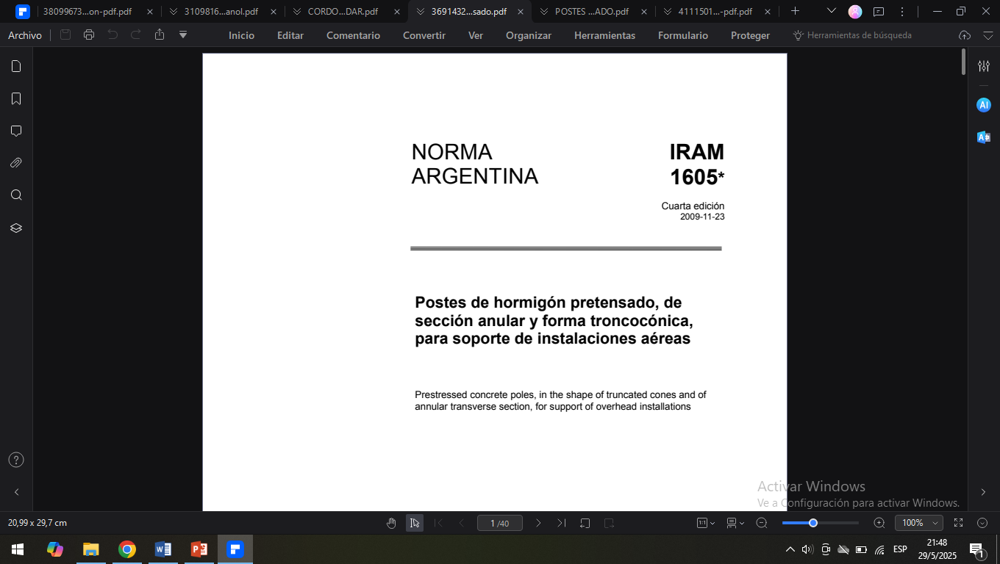 38099673...on-pdf.pdf
3109816...anol.pdf
CORDO...DAR.pdf
3691432...sado.pdf
POSTES ...ADO.pdf
4111501...-pdf.pdf
Archivo
Inicio
Editar
Comentario
Convertir
Ver
Organizar
Herramientas
Formulario
Proteger
Herramientas de búsqueda
NORMA
ARGENTINA
IRAM
1605*
Cuarta edición
2009-11-23
Postes de hormigón pretensado, de
sección anular y forma troncocónica,
para soporte de instalaciones aéreas
Prestressed concrete poles, in the shape of truncated cones and of
annular transverse section, for support of overhead installations
Activar Windows
Ve a Configuración para activar Windows.
20,99 x 29,7 cm
1 /40
1:1
100%
ESP
21:48
29/5/2025
1